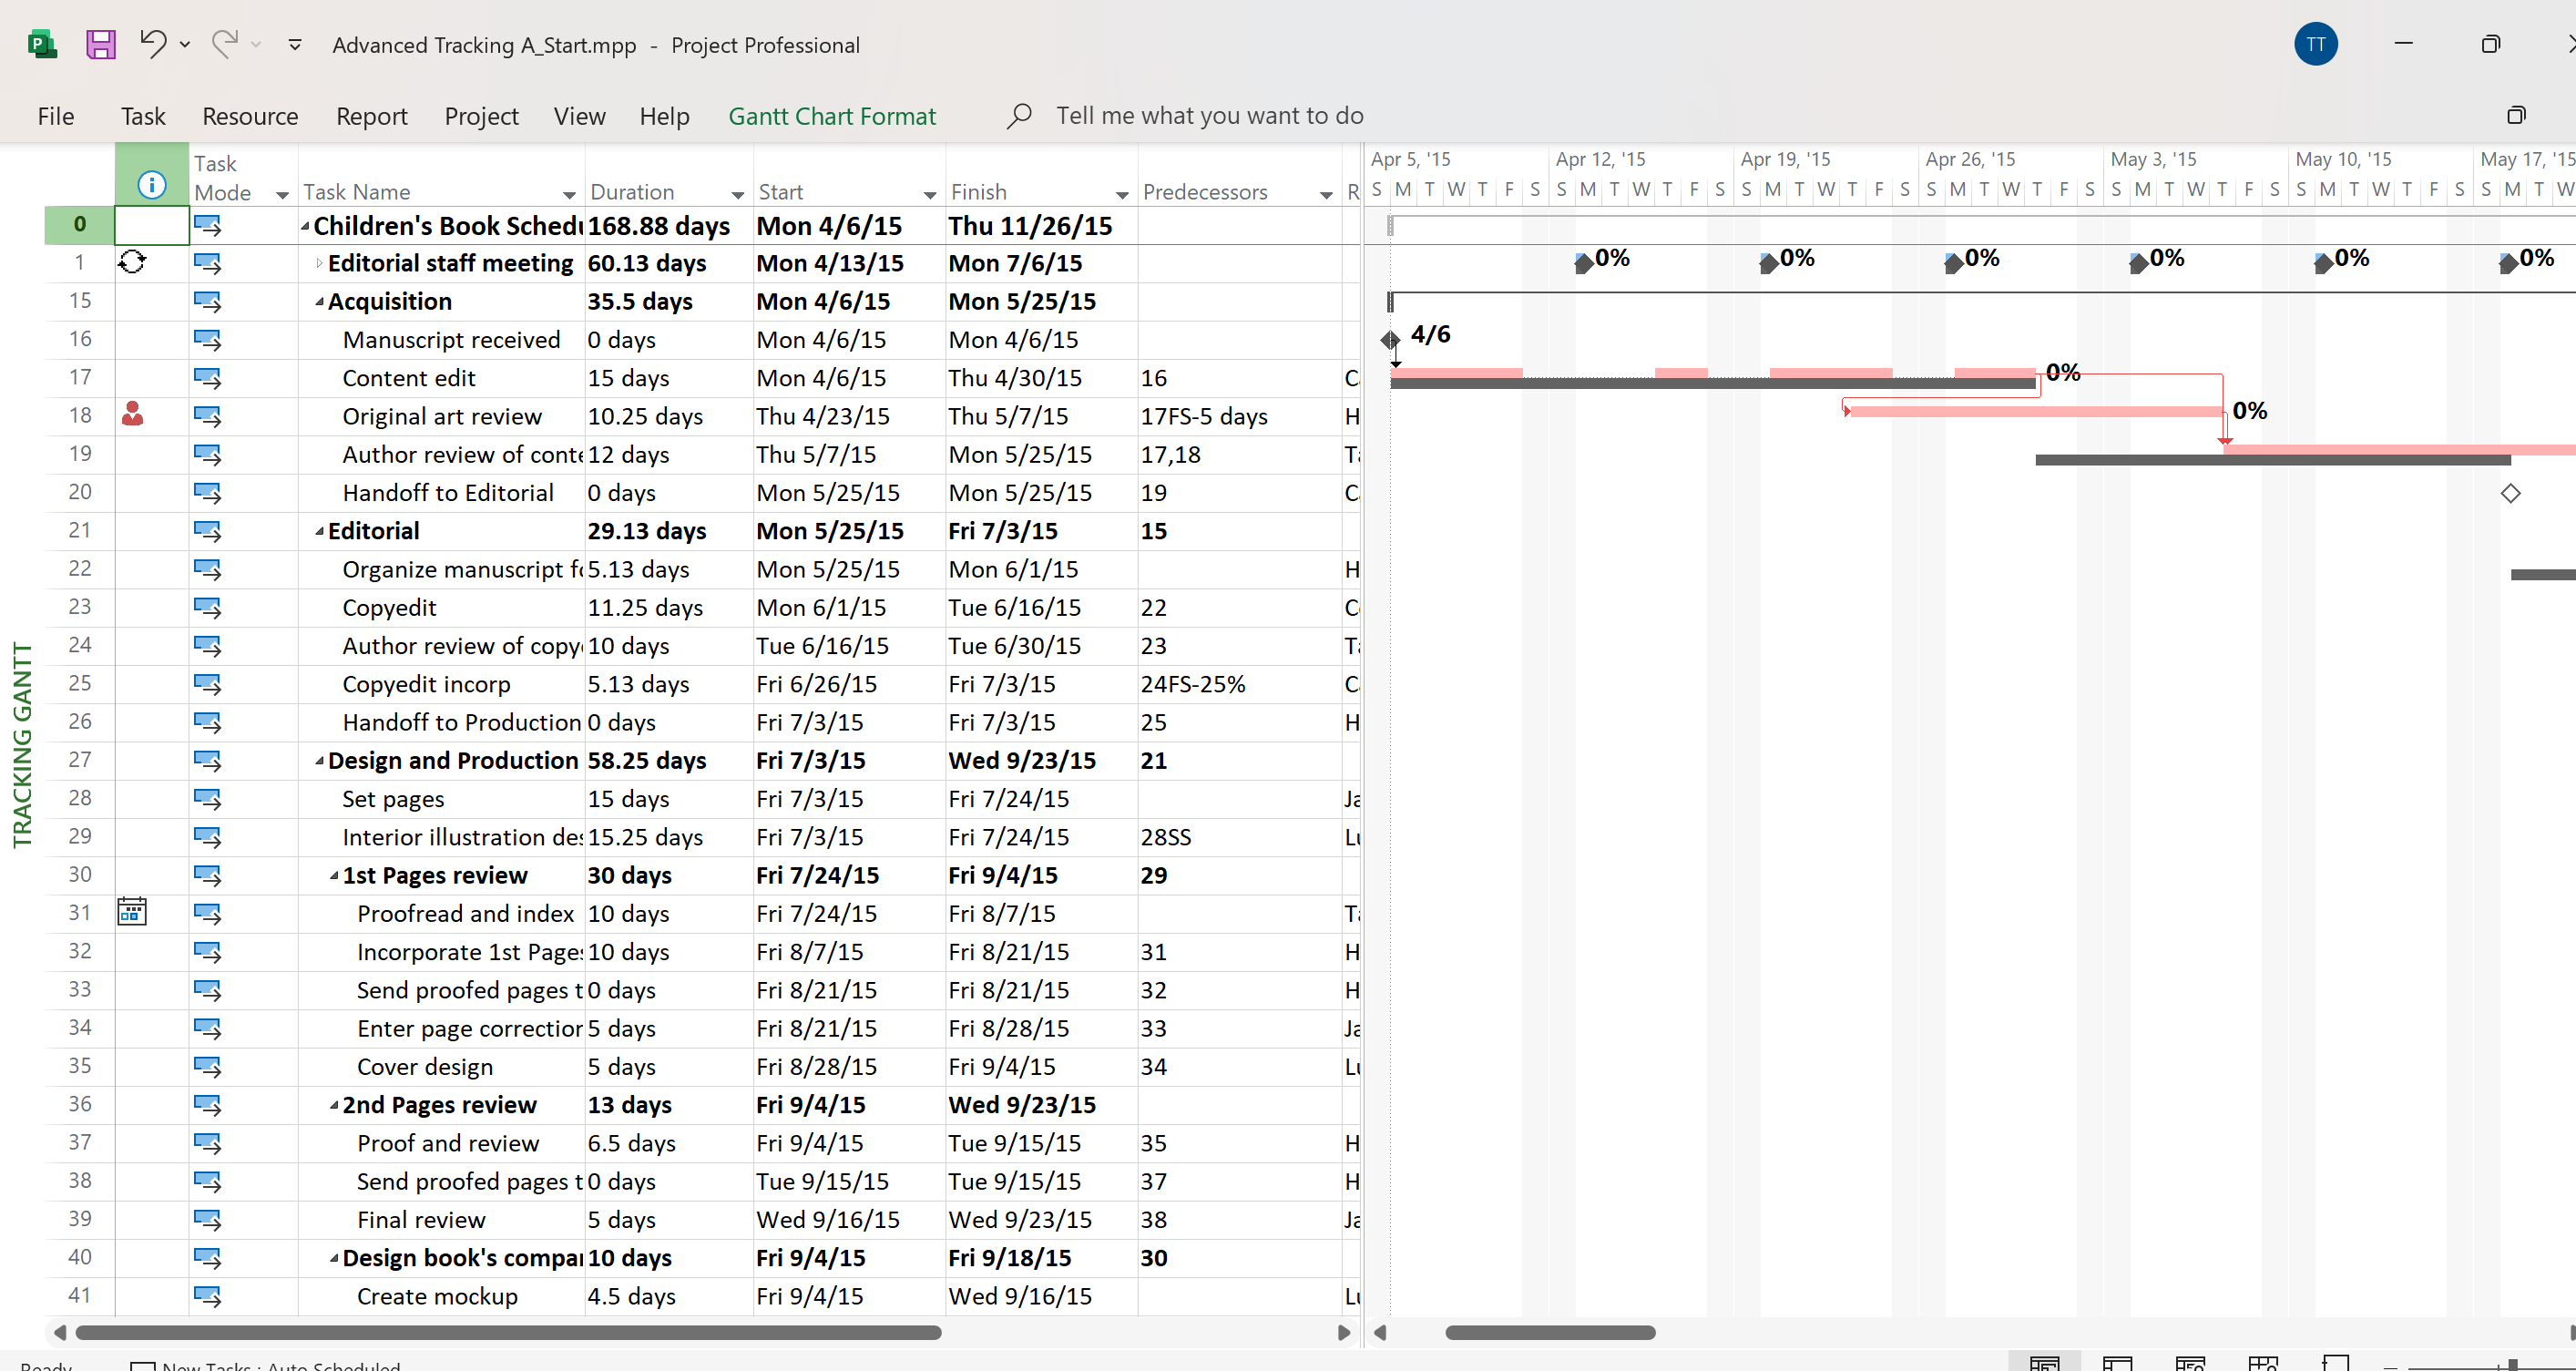 Advanced Tracking A_Start.mpp - Project Professional
TT
File Task Resource Report Project View Help Gantt Chart Format Tell me what you want to do
Task Mode Task Name Duration Start Finish Predecessors R
Apr 5, '15 Apr 12, '15 Apr 19, '15 Apr 26, '15 May 3, '15 May 10, '15 May 17, '15
S M T W T F S S M T W T F S S M T W T F S S M T W T F S S M T W T F S S M T W T F S S M T W
0 Children's Book Schedu 168.88 days Mon 4/6/15 Thu 11/26/15
1 Editorial staff meeting 60.13 days Mon 4/13/15 Mon 7/6/15 0% 0% 0% 0% 0% 0%
15 Acquisition 35.5 days Mon 4/6/15 Mon 5/25/15
16 Manuscript received 0 days Mon 4/6/15 Mon 4/6/15 4/6
17 Content edit 15 days Mon 4/6/15 Thu 4/30/15 16 C 0%
18 Original art review 10.25 days Thu 4/23/15 Thu 5/7/15 17FS-5 days H 0%
19 Author review of conte 12 days Thu 5/7/15 Mon 5/25/15 17,18 Ta
20 Handoff to Editorial 0 days Mon 5/25/15 Mon 5/25/15 19 C
21 Editorial 29.13 days Mon 5/25/15 Fri 7/3/15 15
22 Organize manuscript fo 5.13 days Mon 5/25/15 Mon 6/1/15 H
23 Copyedit 11.25 days Mon 6/1/15 Tue 6/16/15 22 Co
24 Author review of copy 10 days Tue 6/16/15 Tue 6/30/15 23 Ta
25 Copyedit incorp 5.13 days Fri 6/26/15 Fri 7/3/15 24FS-25% C
26 Handoff to Production 0 days Fri 7/3/15 Fri 7/3/15 25 H
27 Design and Production 58.25 days Fri 7/3/15 Wed 9/23/15 21
28 Set pages 15 days Fri 7/3/15 Fri 7/24/15 Ja
29 Interior illustration des 15.25 days Fri 7/3/15 Fri 7/24/15 28SS Lu
30 1st Pages review 30 days Fri 7/24/15 Fri 9/4/15 29
31 Proofread and index 10 days Fri 7/24/15 Fri 8/7/15 Ta
32 Incorporate 1st Pages 10 days Fri 8/7/15 Fri 8/21/15 31 H
33 Send proofed pages t 0 days Fri 8/21/15 Fri 8/21/15 32 H
34 Enter page correction 5 days Fri 8/21/15 Fri 8/28/15 33 Ja
35 Cover design 5 days Fri 8/28/15 Fri 9/4/15 34 Lu
36 2nd Pages review 13 days Fri 9/4/15 Wed 9/23/15
37 Proof and review 6.5 days Fri 9/4/15 Tue 9/15/15 35 H
38 Send proofed pages t 0 days Tue 9/15/15 Tue 9/15/15 37 H
39 Final review 5 days Wed 9/16/15 Wed 9/23/15 38 Ja
40 Design book's compan 10 days Fri 9/4/15 Fri 9/18/15 30
41 Create mockup 4.5 days Fri 9/4/15 Wed 9/16/15 Lu
TRACKING GANTT
Ready New Tasks : Auto Scheduled